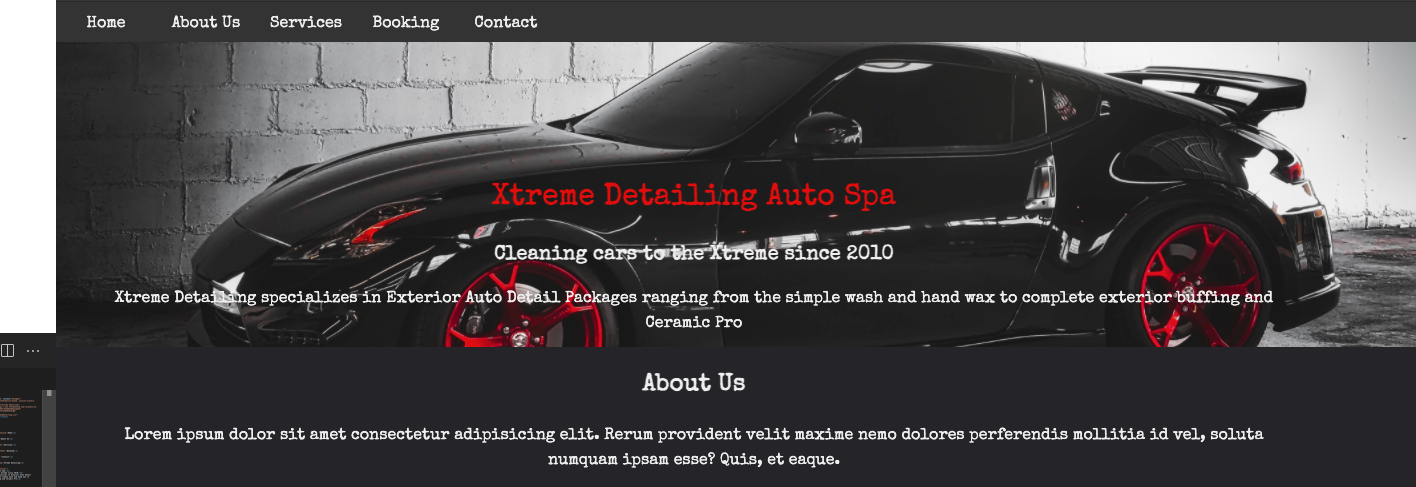 Home About Us Services Booking Contact
Xtreme Detailing Auto Spa
Cleaning cars to the Xtreme since 2010
Xtreme Detailing specializes in Exterior Auto Detail Packages ranging from the simple wash and hand wax to complete exterior buffing and
Ceramic Pro
About Us
Lorem ipsum dolor sit amet consectetur adipisicing elit. Rerum provident velit maxime nemo dolores perferendis mollitia id vel, soluta
numquam ipsam esse? Quis, et eaque.